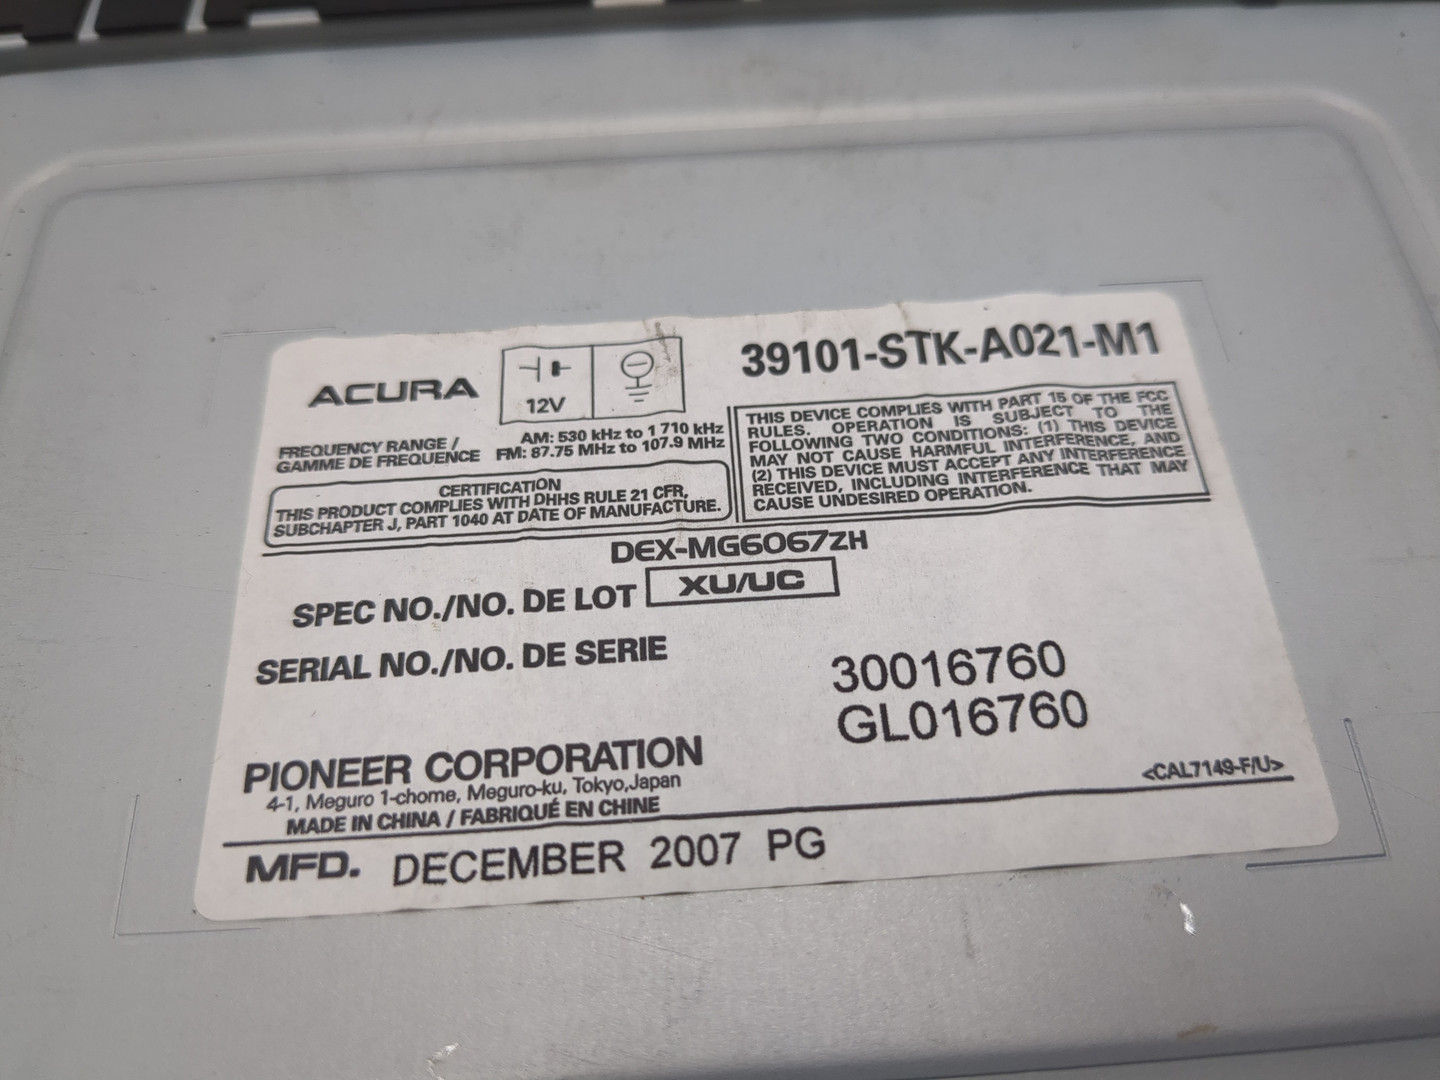 ACURA
12V
39101-STK-A021-M1
FREQUENCY RANGE /
GAMME DE FREQUENCE
AM: 530 kHz to 1 710 kHz
FM: 87.75 MHz to 107.9 MHz
CERTIFICATION
THIS PRODUCT COMPLIES WITH DHHS RULE 21 CFR,
SUBCHAPTER J, PART 1040 AT DATE OF MANUFACTURE.
THIS DEVICE COMPLIES WITH PART 15 OF THE FCC
RULES. OPERATION IS SUBJECT TO THE
FOLLOWING TWO CONDITIONS: (1) THIS DEVICE
MAY NOT CAUSE HARMFUL INTERFERENCE, AND
(2) THIS DEVICE MUST ACCEPT ANY INTERFERENCE
RECEIVED, INCLUDING INTERFERENCE THAT MAY
CAUSE UNDESIRED OPERATION.
DEX-MG6067ZH
SPEC NO./NO. DE LOT XU/UC
SERIAL NO./NO. DE SERIE
30016760
GL016760
PIONEER CORPORATION
4-1, Meguro 1-chome, Meguro-ku, Tokyo,Japan
MADE IN CHINA / FABRIQUÉ EN CHINE
<CAL7149-F/U>
MFD. DECEMBER 2007 PG